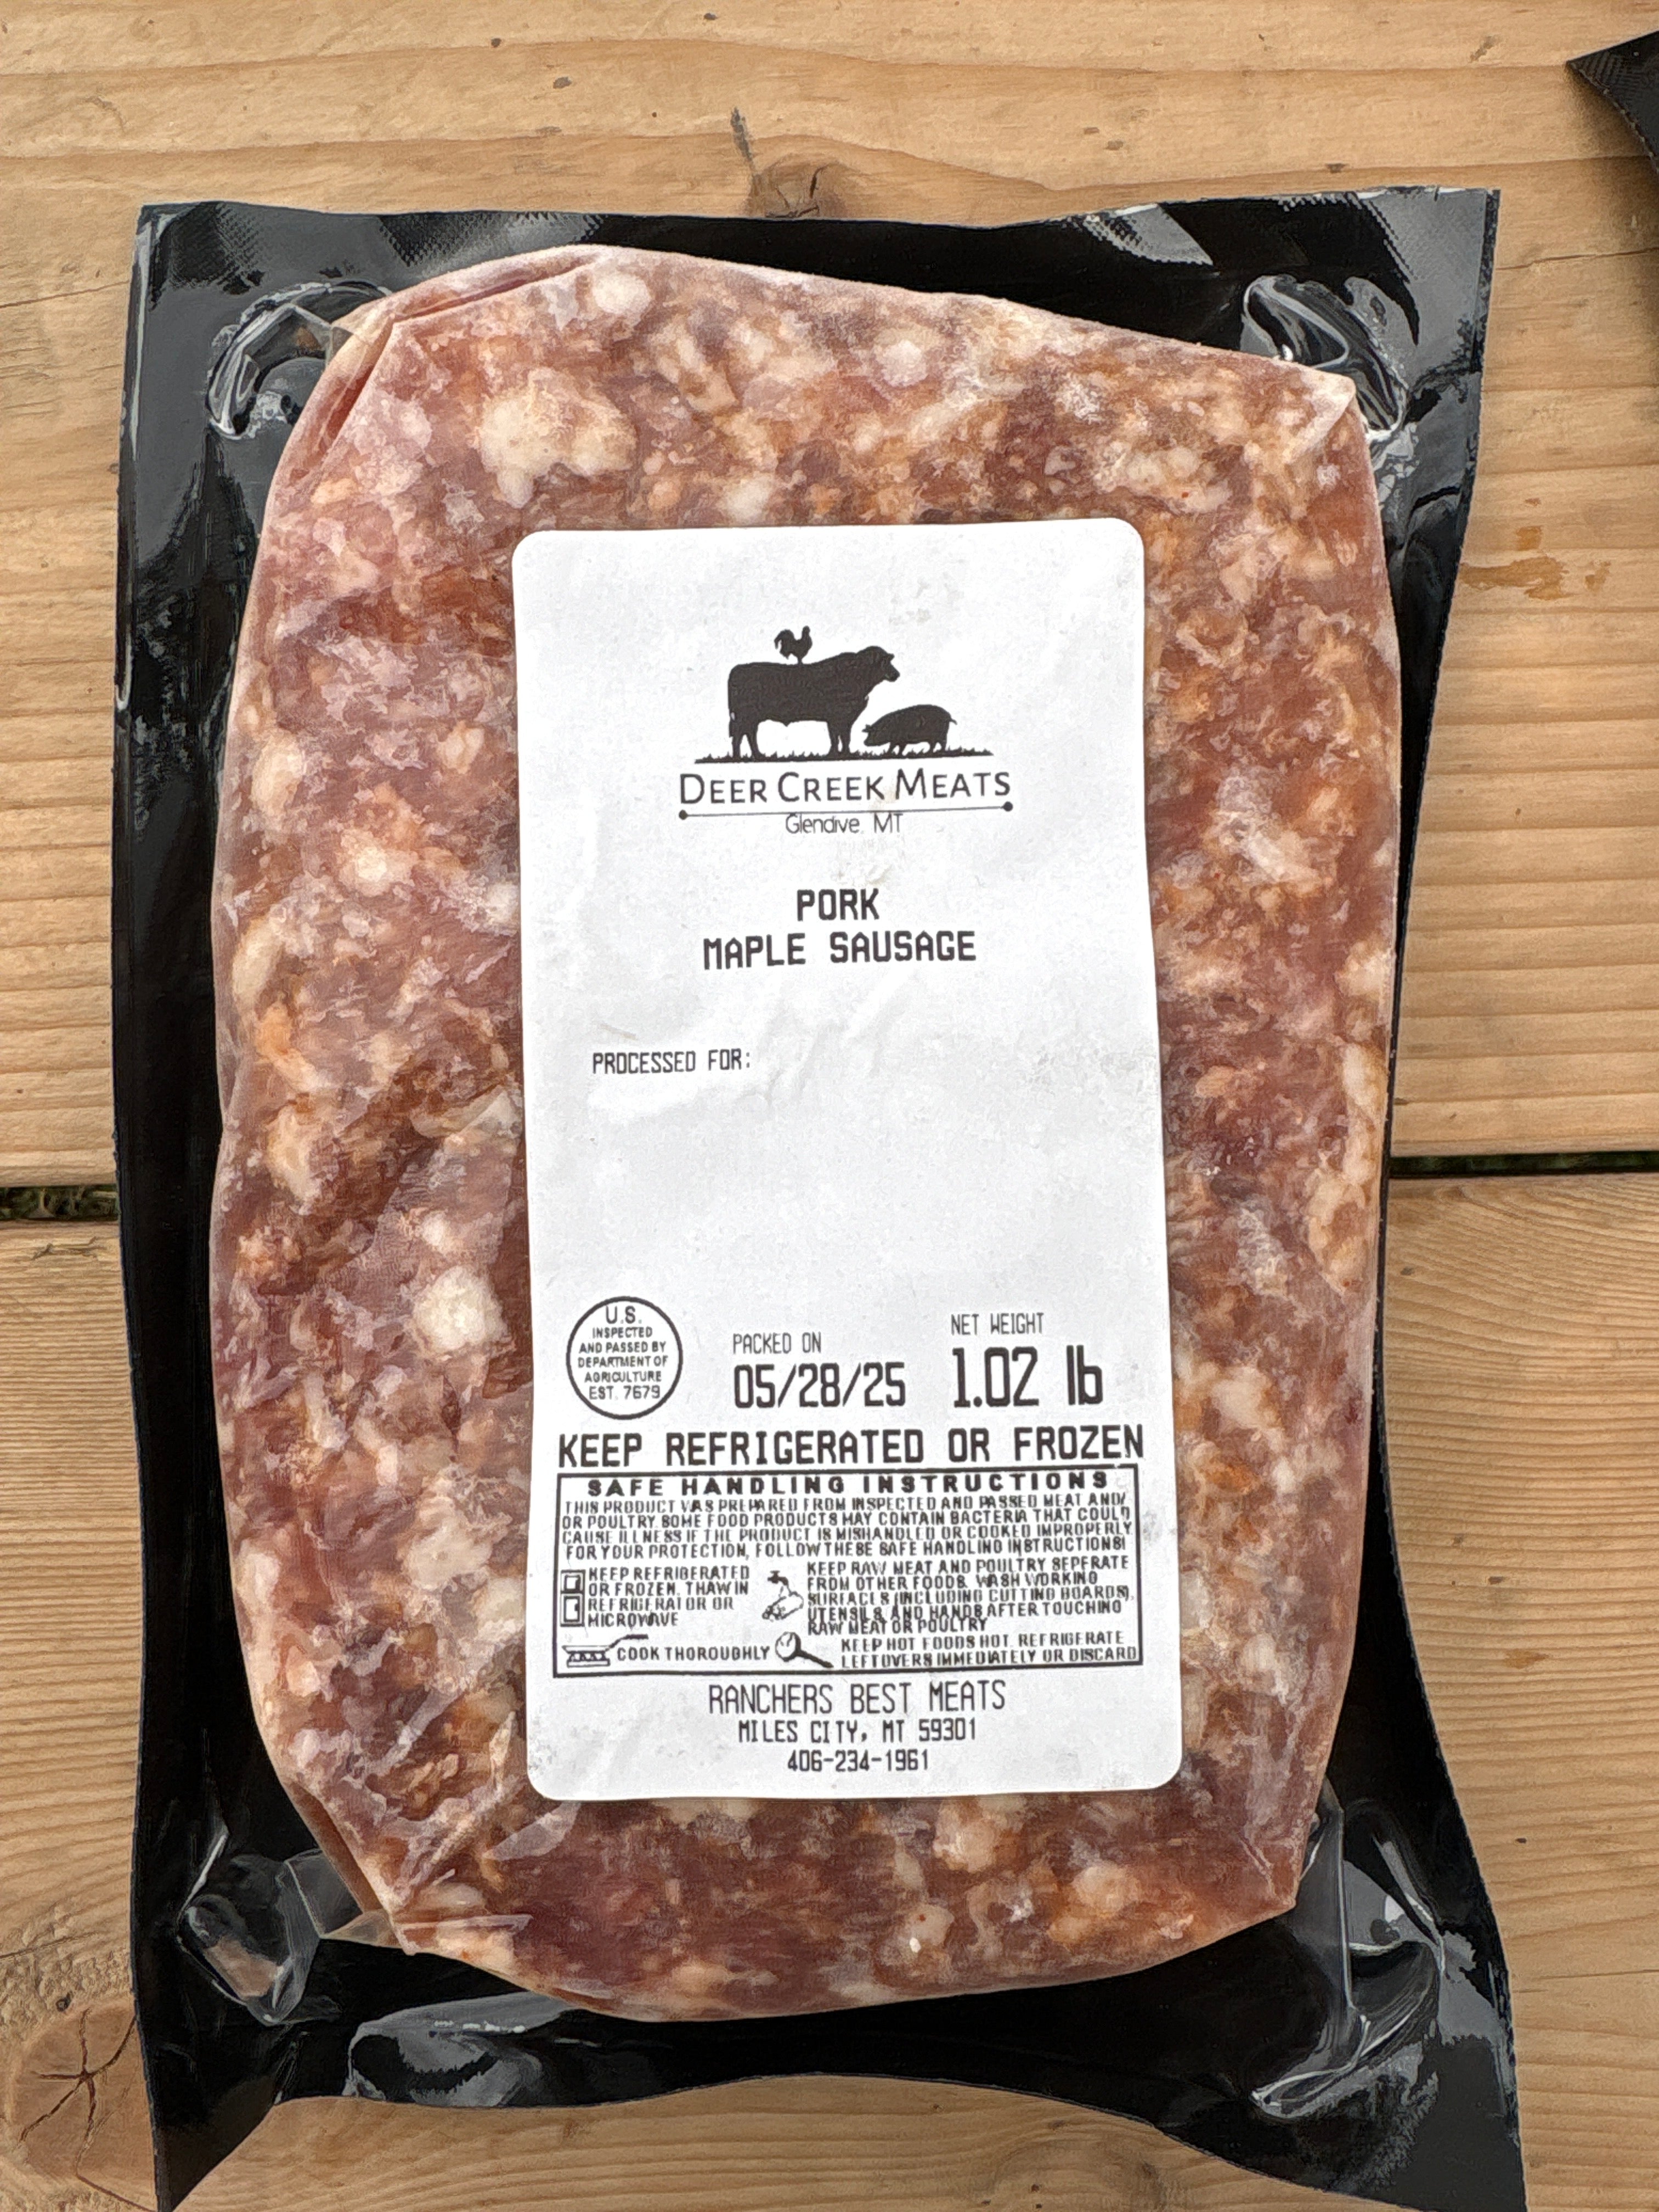 DEER CREEK MEATS
Glendive, MT
PORK
MAPLE SAUSAGE
PROCESSED FOR:
U.S.
INSPECTED
AND PASSED BY
DEPARTMENT OF
AGRICULTURE
EST. 7679
PACKED ON
05/28/25
NET WEIGHT
1.02 lb
KEEP REFRIGERATED OR FROZEN
SAFE HANDLING INSTRUCTIONS
THIS PRODUCT WAS PREPARED FROM INSPECTED AND PASSED MEAT AND/
OR POULTRY SOME FOOD PRODUCTS MAY CONTAIN BACTERIA THAT COULD
CAUSE ILLNESS IF THE PRODUCT IS MISHANDLED OR COOKED IMPROPERLY.
FOR YOUR PROTECTION, FOLLOW THESE SAFE HANDLING INSTRUCTIONS!
KEEP REFRIGERATED
OR FROZEN. THAW IN
REFRIGERATOR OR
MICROWAVE
KEEP RAW MEAT AND POULTRY SEPERATE
FROM OTHER FOODS. WASH WORKING
SURFACES (INCLUDING CUTTING BOARDS),
UTENSILS AND HANDS AFTER TOUCHING
RAW MEAT OR POULTRY
COOK THOROUGHLY
KEEP HOT FOODS HOT. REFRIGERATE
LEFTOVERS IMMEDIATELY OR DISCARD
RANCHERS BEST MEATS
MILES CITY, MT 59301
406-234-1961